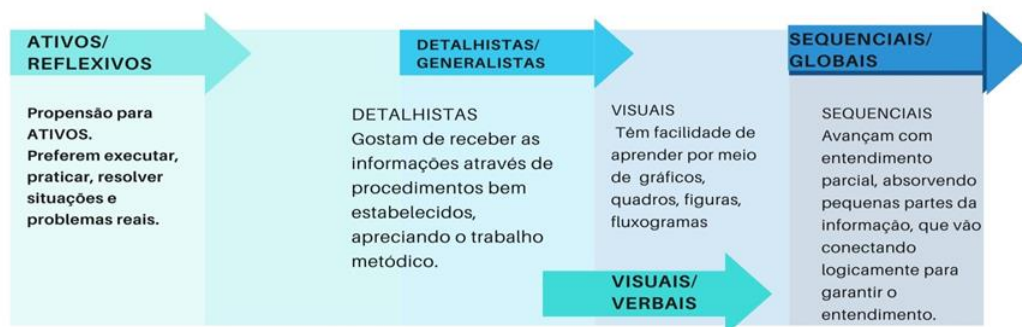 ATIVOS/
REFLEXIVOS
Propensão para
ATIVOS.
Preferem executar,
praticar, resolver
situações e
problemas reais.
DETALHISTAS/
GENERALISTAS
DETALHISTAS
Gostam de receber as
informações através de
procedimentos bem
estabelecidos,
apreciando o trabalho
metódico.
VISUAIS
Têm facilidade de
aprender por meio
de gráficos,
quadros, figuras,
fluxogramas
VISUAIS/
VERBAIS
SEQUENCIAIS/
GLOBAIS
SEQUENCIAIS
Avançam com
entendimento
parcial, absorvendo
pequenas partes da
informação, que vão
conectando
logicamente para
garantir o
entendimento.